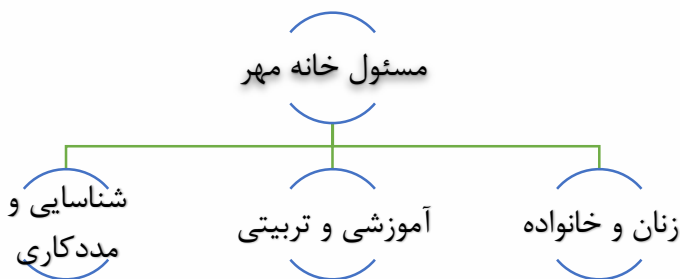 مسئول خانه مهر
زنان و خانواده
آموزشی و تربیتی
شناسایی و
مددکاری